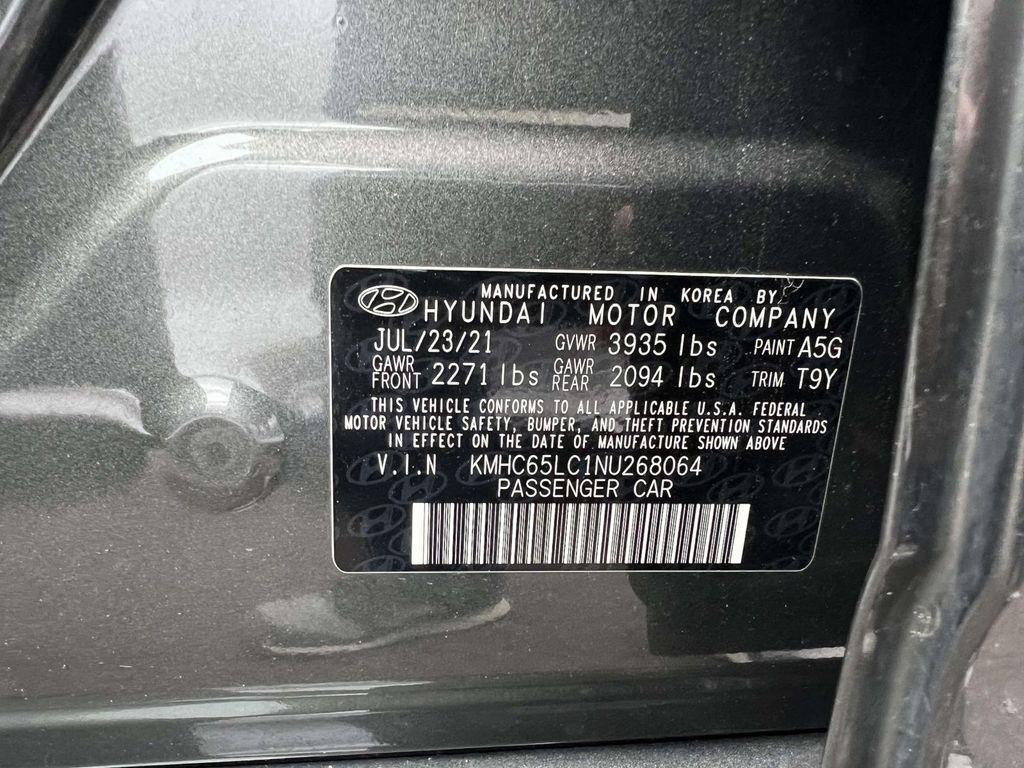 MANUFACTURED IN KOREA BY
HYUNDAI MOTOR COMPANY
JUL/23/21 GVWR 3935 lbs PAINT A5G
GAWR FRONT 2271 lbs GAWR REAR 2094 lbs TRIM T9Y
THIS VEHICLE CONFORMS TO ALL APPLICABLE U.S.A. FEDERAL
MOTOR VEHICLE SAFETY, BUMPER, AND THEFT PREVENTION STANDARDS
IN EFFECT ON THE DATE OF MANUFACTURE SHOWN ABOVE
V.I.N KMHC65LC1NU268064
PASSENGER CAR